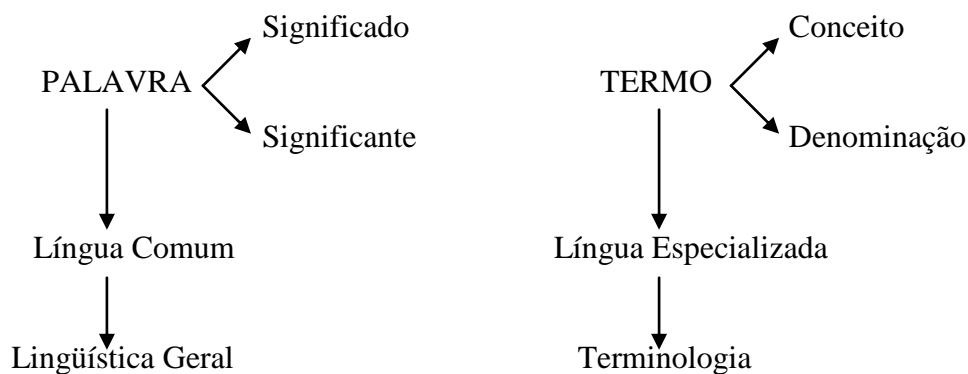 Significado
PALAVRA
Significante
Língua Comum
Lingüística Geral
Conceito
TERMO
Denominação
Língua Especializada
Terminologia